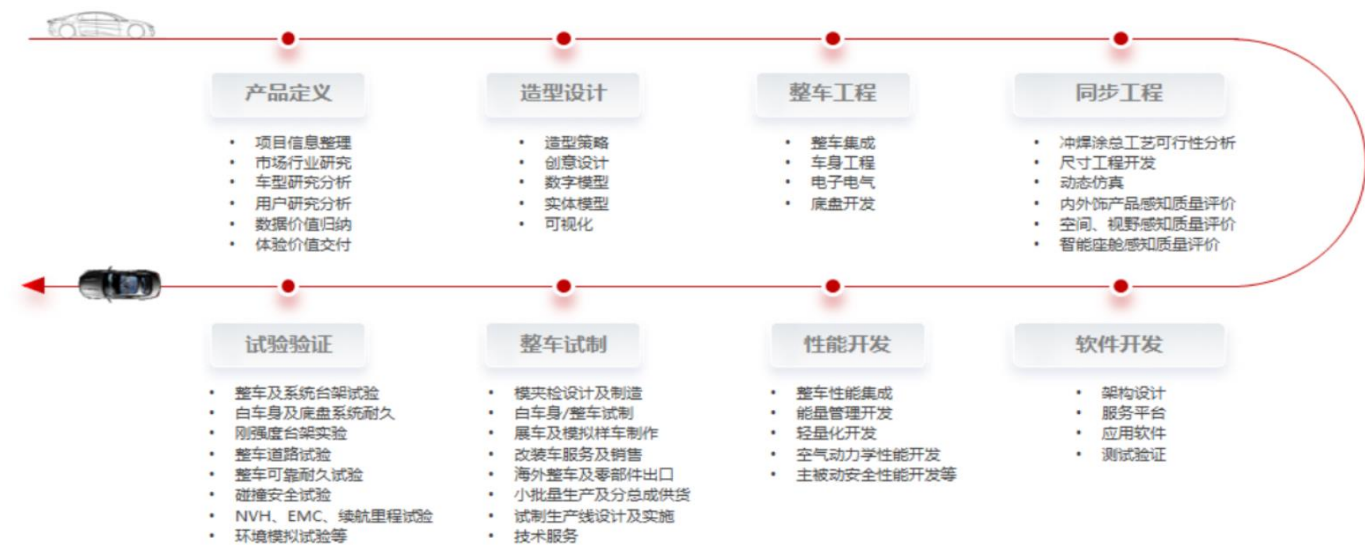 产品定义
• 项目信息整理
• 市场行业研究
• 车型研究分析
• 用户研究分析
• 数据价值归纳
• 体验价值交付
造型设计
• 造型策略
• 创意设计
• 数字模型
• 实体模型
• 可视化
整车工程
• 整车集成
• 车身工程
• 电子电气
• 底盘开发
同步工程
• 冲焊涂总工艺可行性分析
• 尺寸工程开发
• 动态仿真
• 内外饰产品感知质量评价
• 空间、视野感知质量评价
• 智能座舱感知质量评价
试验验证
• 整车及系统台架试验
• 白车身及底盘系统耐久
• 刚强度台架实验
• 整车道路试验
• 整车可靠耐久试验
• 碰撞安全试验
• NVH、EMC、续航里程试验
• 环境模拟试验等
整车试制
• 模夹检设计及制造
• 白车身/整车试制
• 展车及模拟样车制作
• 改装车服务及销售
• 海外整车及零部件出口
• 小批量生产及分总成供货
• 试制生产线设计及实施
• 技术服务
性能开发
• 整车性能集成
• 能量管理开发
• 轻量化开发
• 空气动力学性能开发
• 主被动安全性能开发等
软件开发
• 架构设计
• 服务平台
• 应用软件
• 测试验证